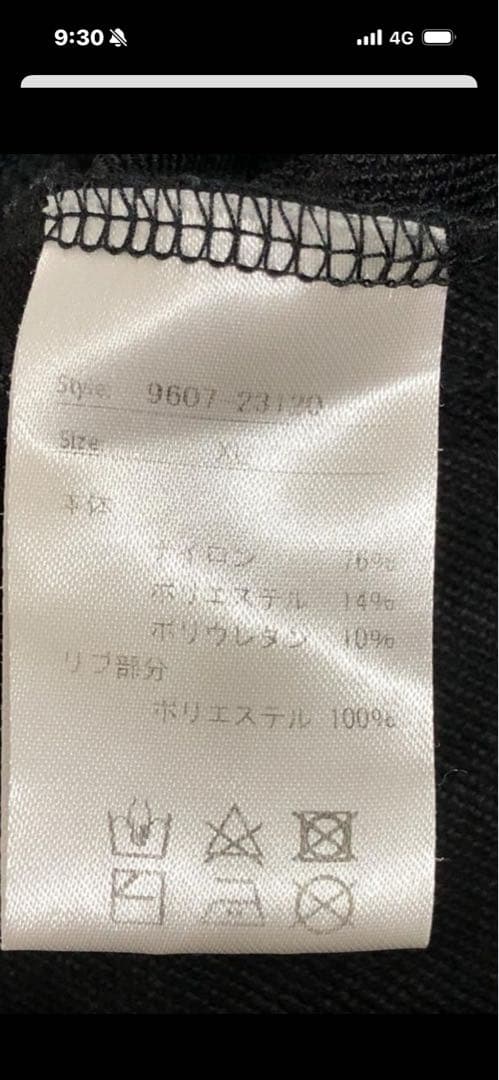 9:30
4G
Style: 9607-23120
Size XL
本体
ナイロン 76%
ポリエステル 14%
ポリウレタン 10%
リブ部分
ポリエステル 100%